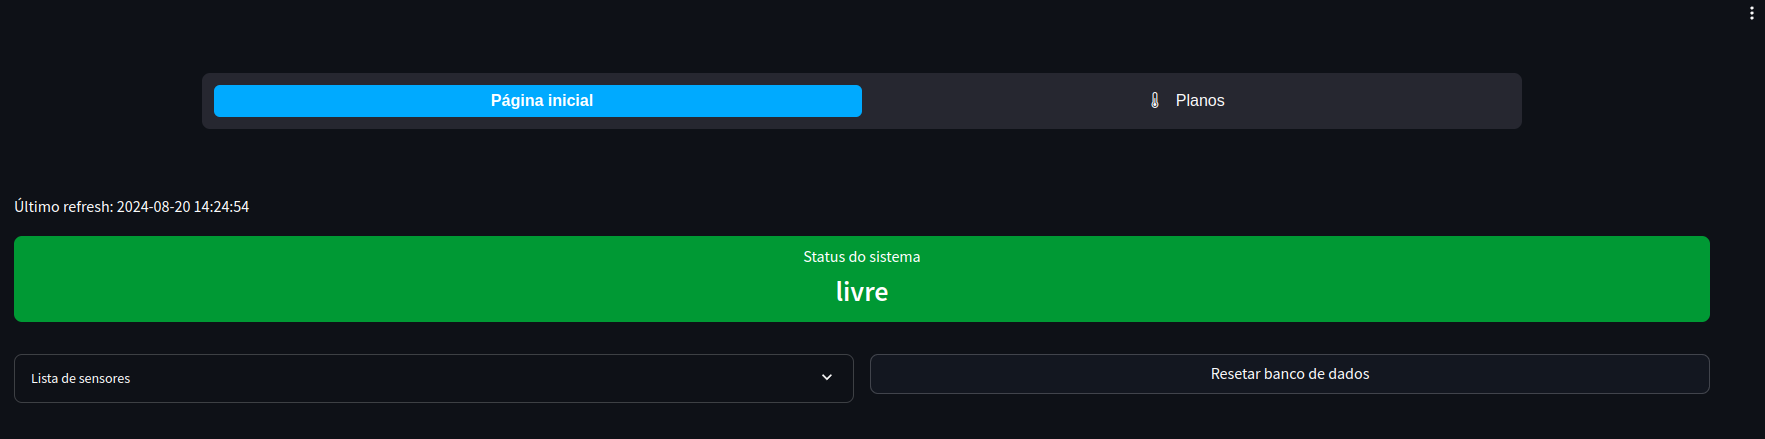 Página inicial
Planos
Último refresh: 2024-08-20 14:24:54
Status do sistema
livre
Lista de sensores
Resetar banco de dados